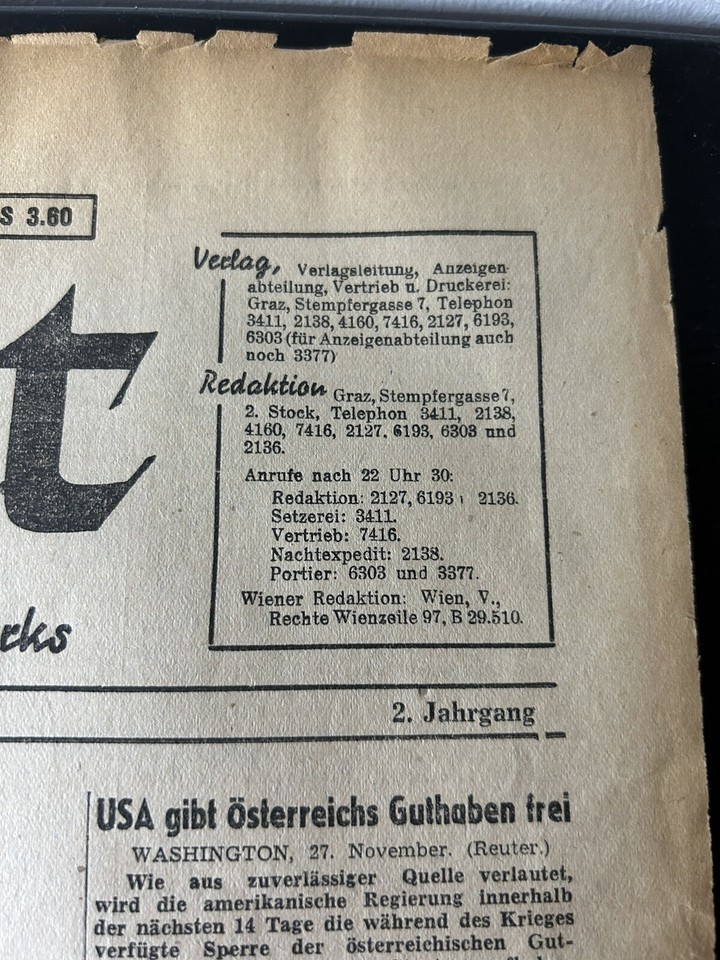 S 3.60
t
Verlag, Verlagsleitung, Anzeigen-
abteilung, Vertrieb u. Druckerei:
Graz, Stempfergasse 7, Telephon
3411, 2138, 4160, 7416, 2127, 6193,
6303 (für Anzeigenabteilung auch
noch 3377)
Redaktion Graz, Stempfergasse 7,
2. Stock, Telephon 3411, 2138,
4160, 7416, 2127, 6193, 6303 und
2136.
Anrufe nach 22 Uhr 30:
Redaktion: 2127, 6193 2136.
Setzerei: 3411.
Vertrieb: 7416.
Nachtexpedit: 2138.
Portier: 6303 und 3377.
Wiener Redaktion: Wien, V.,
Rechte Wienzeile 97, B 29.510.
rks
2. Jahrgang
USA gibt Österreichs Guthaben frei
WASHINGTON, 27. November. (Reuter.)
Wie aus zuverlässiger Quelle verlautet,
wird die amerikanische Regierung innerhalb
der nächsten 14 Tage die während des Krieges
verfügte Sperre der österreichischen Gut-